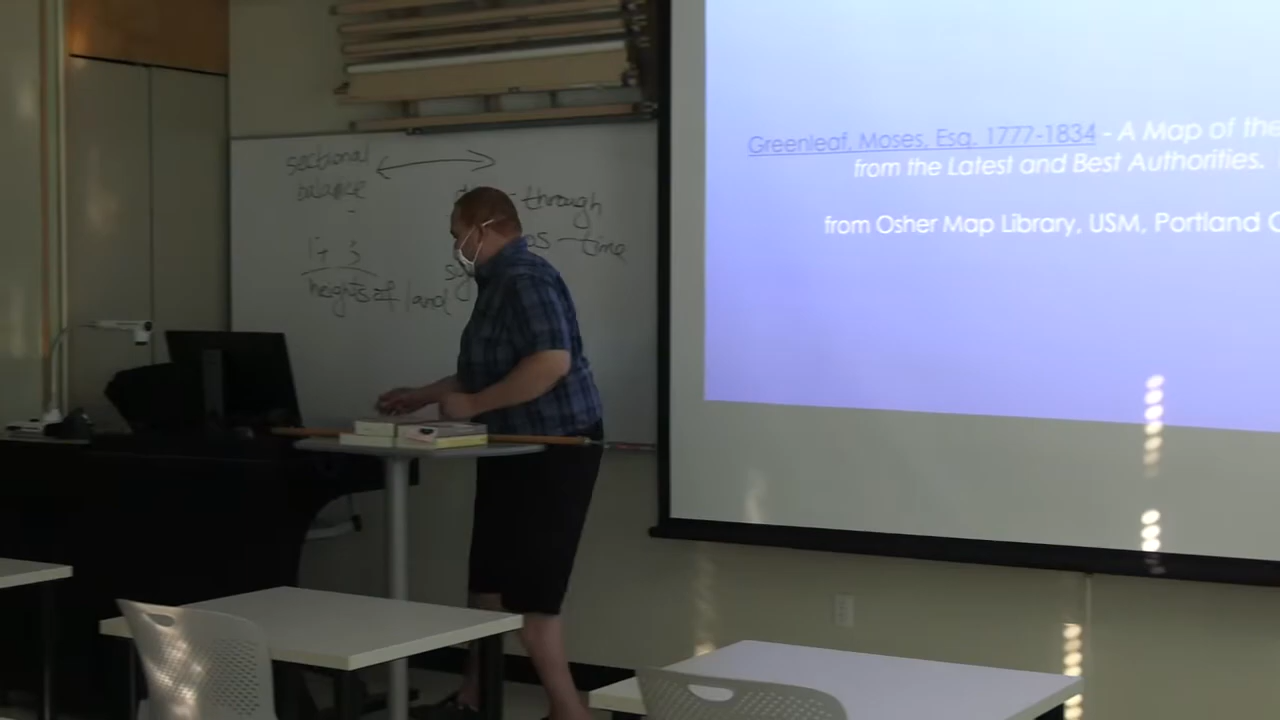 sectional
balance
through
time
heights of land
Greenleaf, Moses, Esq. 1777-1834 - A Map of the
from the Latest and Best Authorities.
from Osher Map Library, USM, Portland